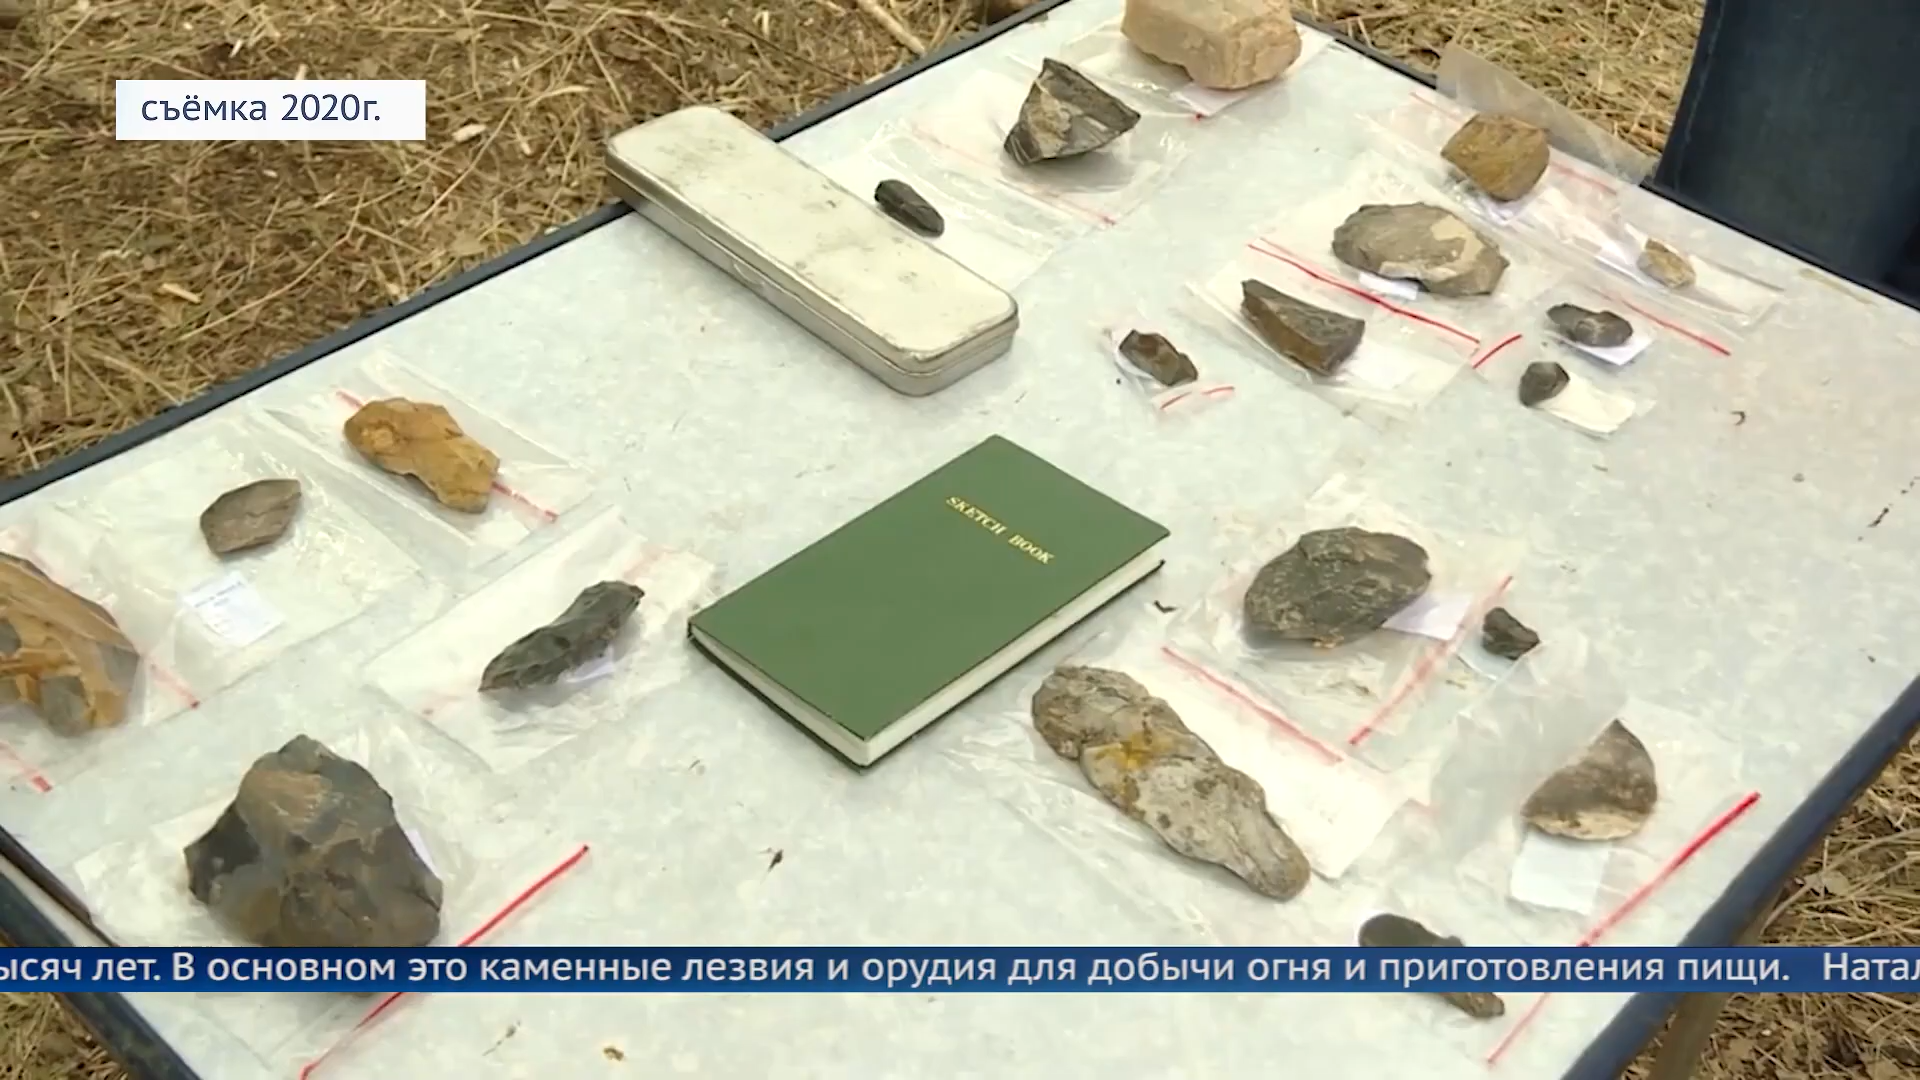 съёмка 2020г.
SKETCH BOOK
ысяч лет. В основном это каменные лезвия и орудия для добычи огня и приготовления пищи. Натал